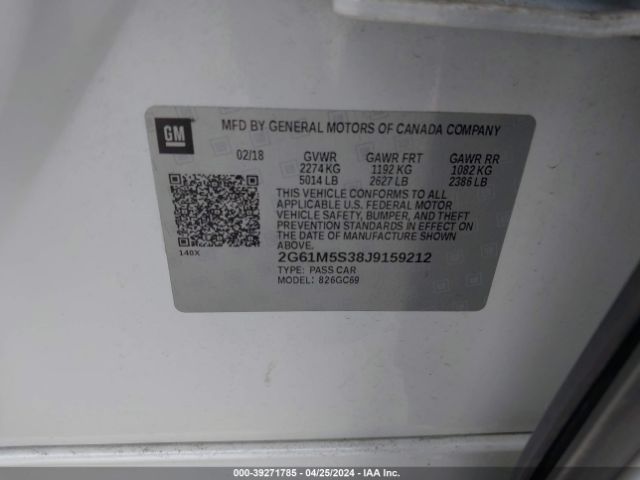 GM
MFD BY GENERAL MOTORS OF CANADA COMPANY
02/18 GVWR GAWR FRT GAWR RR
2274 KG 1192 KG 1082 KG
5014 LB 2627 LB 2386 LB
THIS VEHICLE CONFORMS TO ALL
APPLICABLE U.S. FEDERAL MOTOR
VEHICLE SAFETY, BUMPER, AND THEFT
PREVENTION STANDARDS IN EFFECT ON
THE DATE OF MANUFACTURE SHOWN
ABOVE.
140X
2G61M5S38J9159212
TYPE: PASS CAR
MODEL: 826GC69
000-39271785 - 04/25/2024 - IAA Inc.